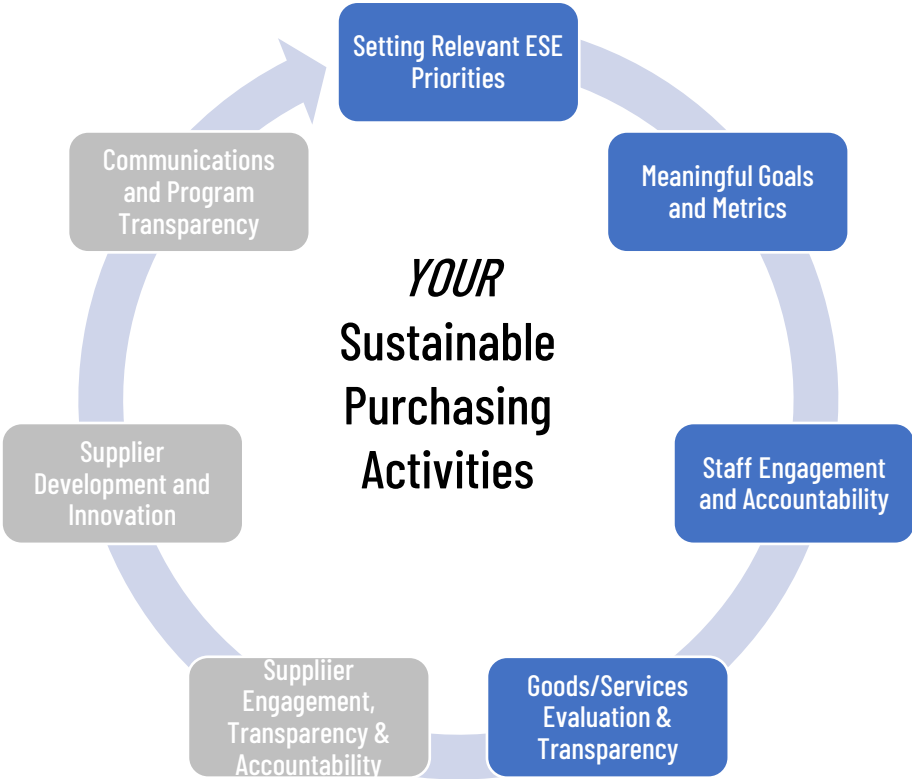 Setting Relevant ESE
Priorities
Meaningful Goals
and Metrics
Staff Engagement
and Accountability
Goods/Services
Evaluation &
Transparency
Suppliier
Engagement,
Transparency &
Accountability
Supplier
Development and
Innovation
Communications
and Program
Transparency
YOUR
Sustainable
Purchasing
Activities